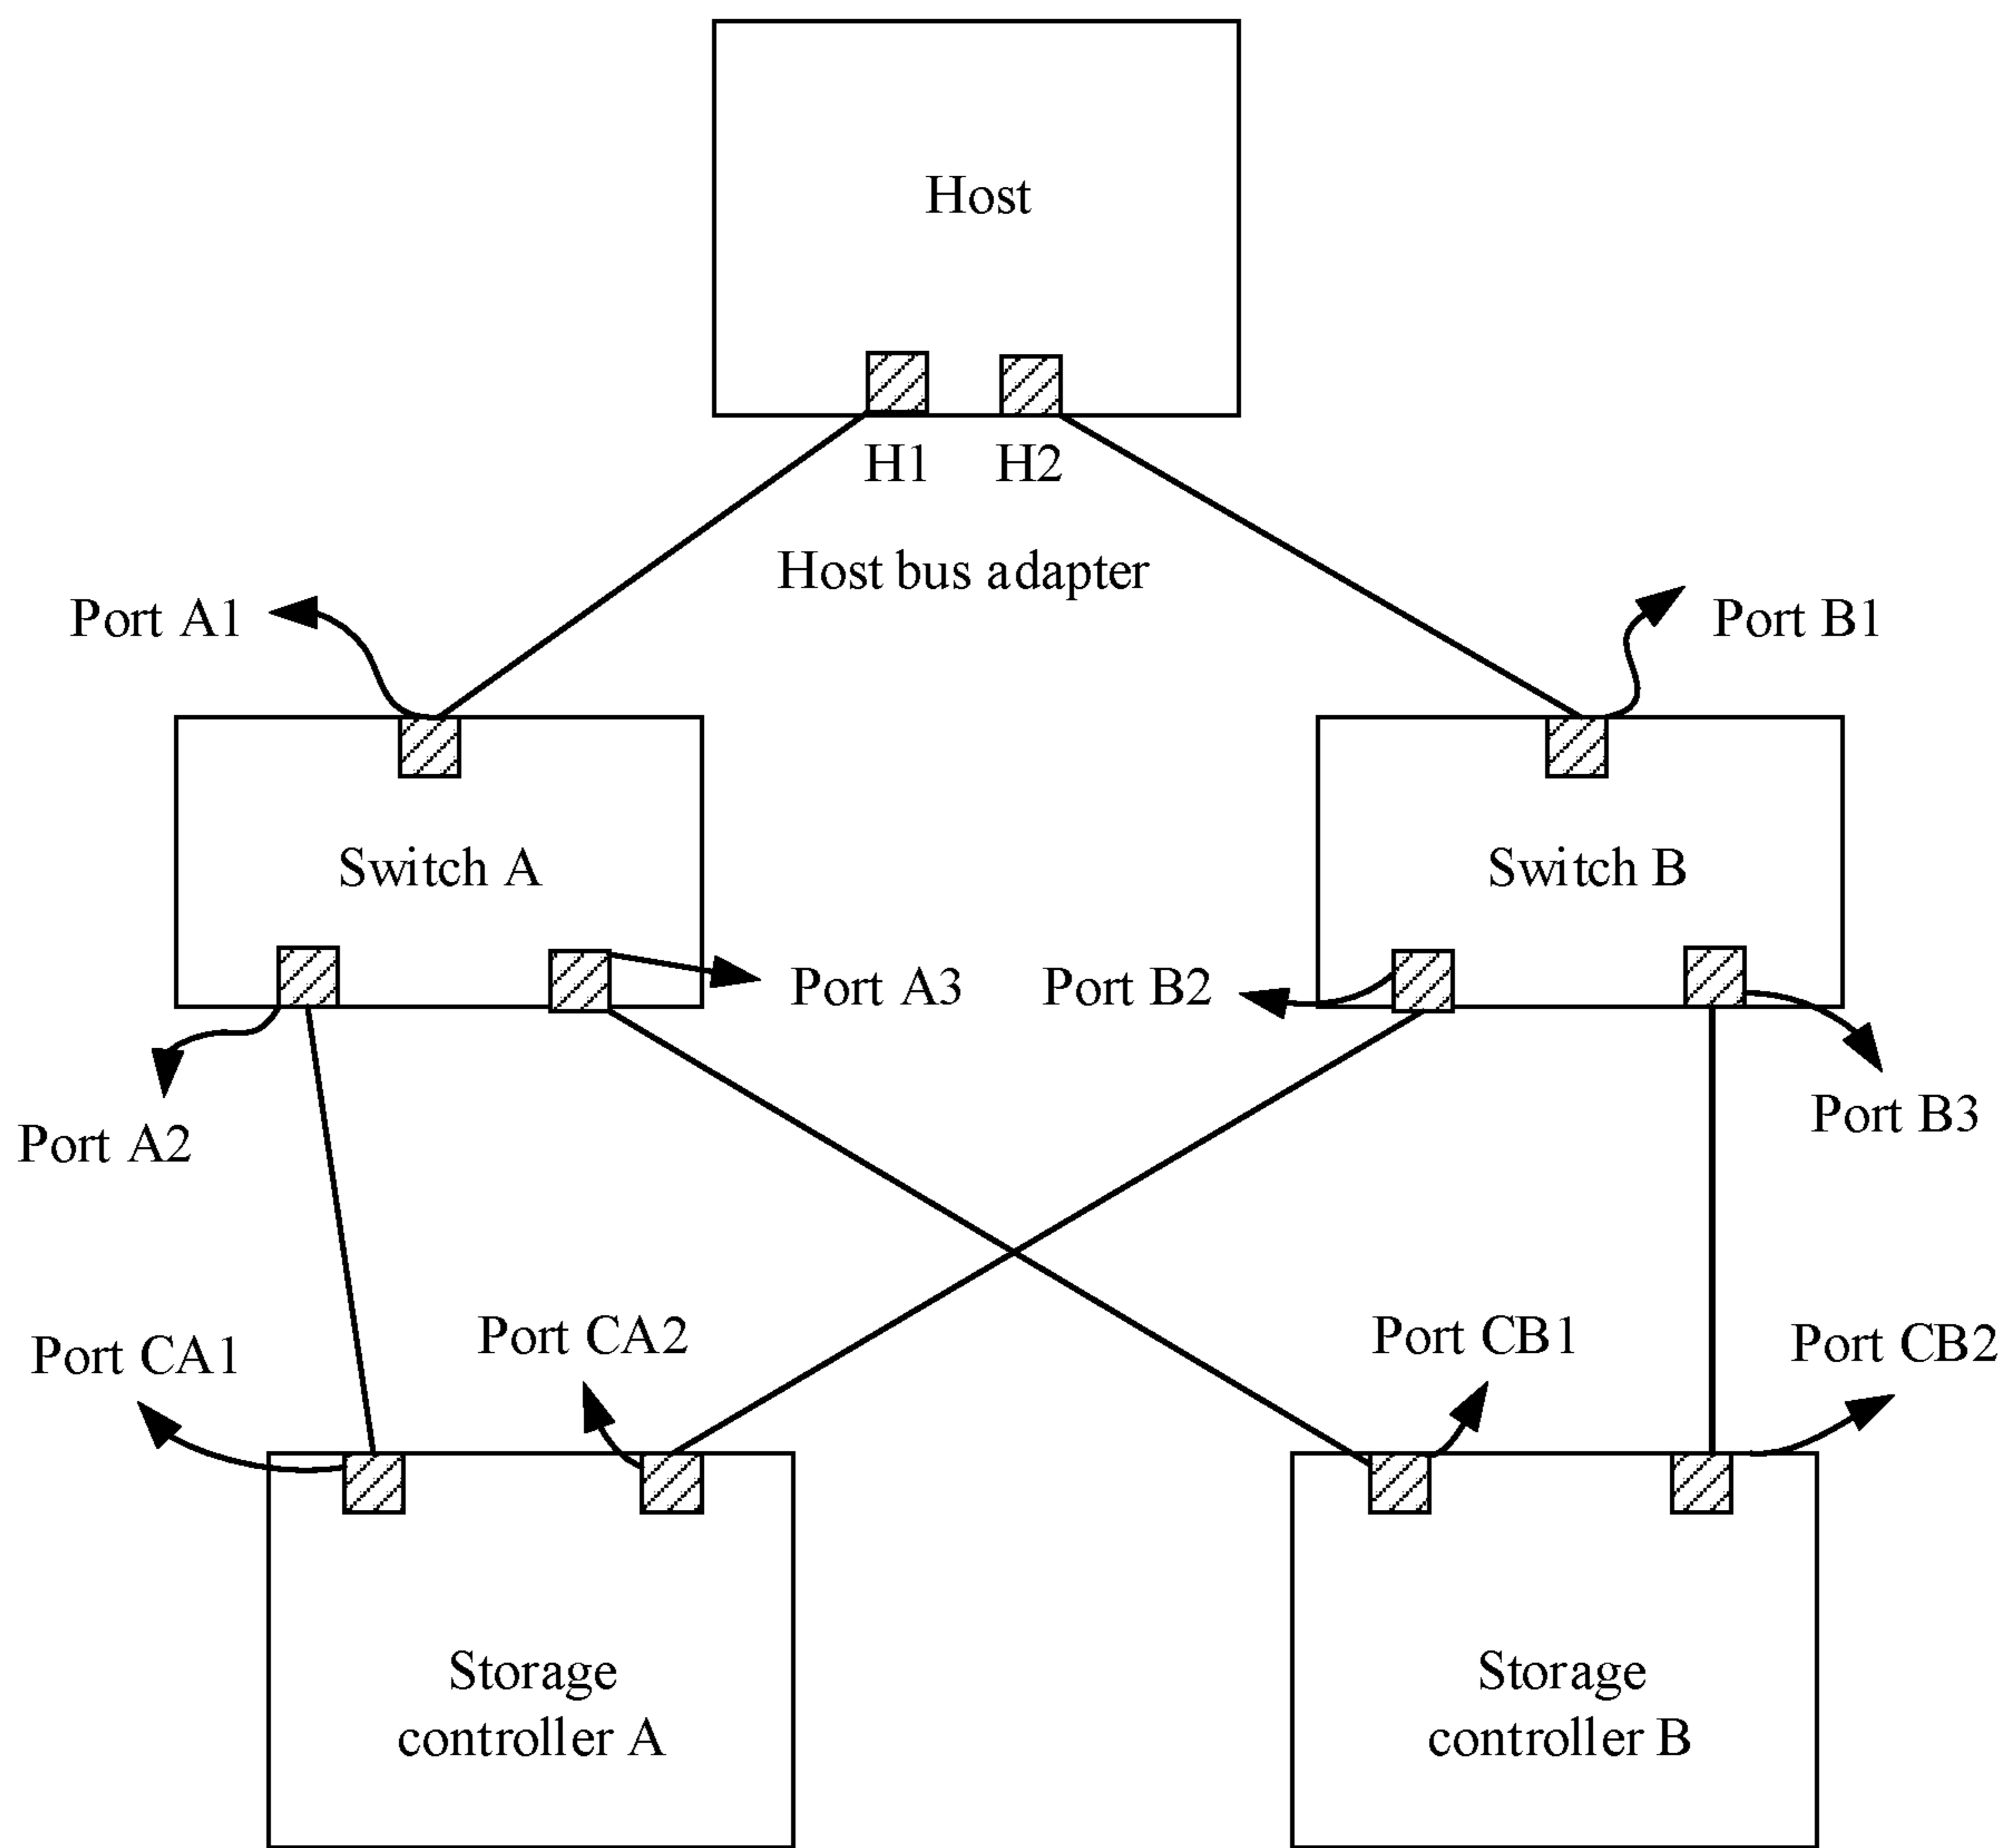 Host
H1 H2
Host bus adapter
Port A1
Port B1
Switch A
Switch B
Port A3
Port B2
Port A2
Port B3
Port CA1
Port CA2
Port CB1
Port CB2
Storage
controller A
Storage
controller B